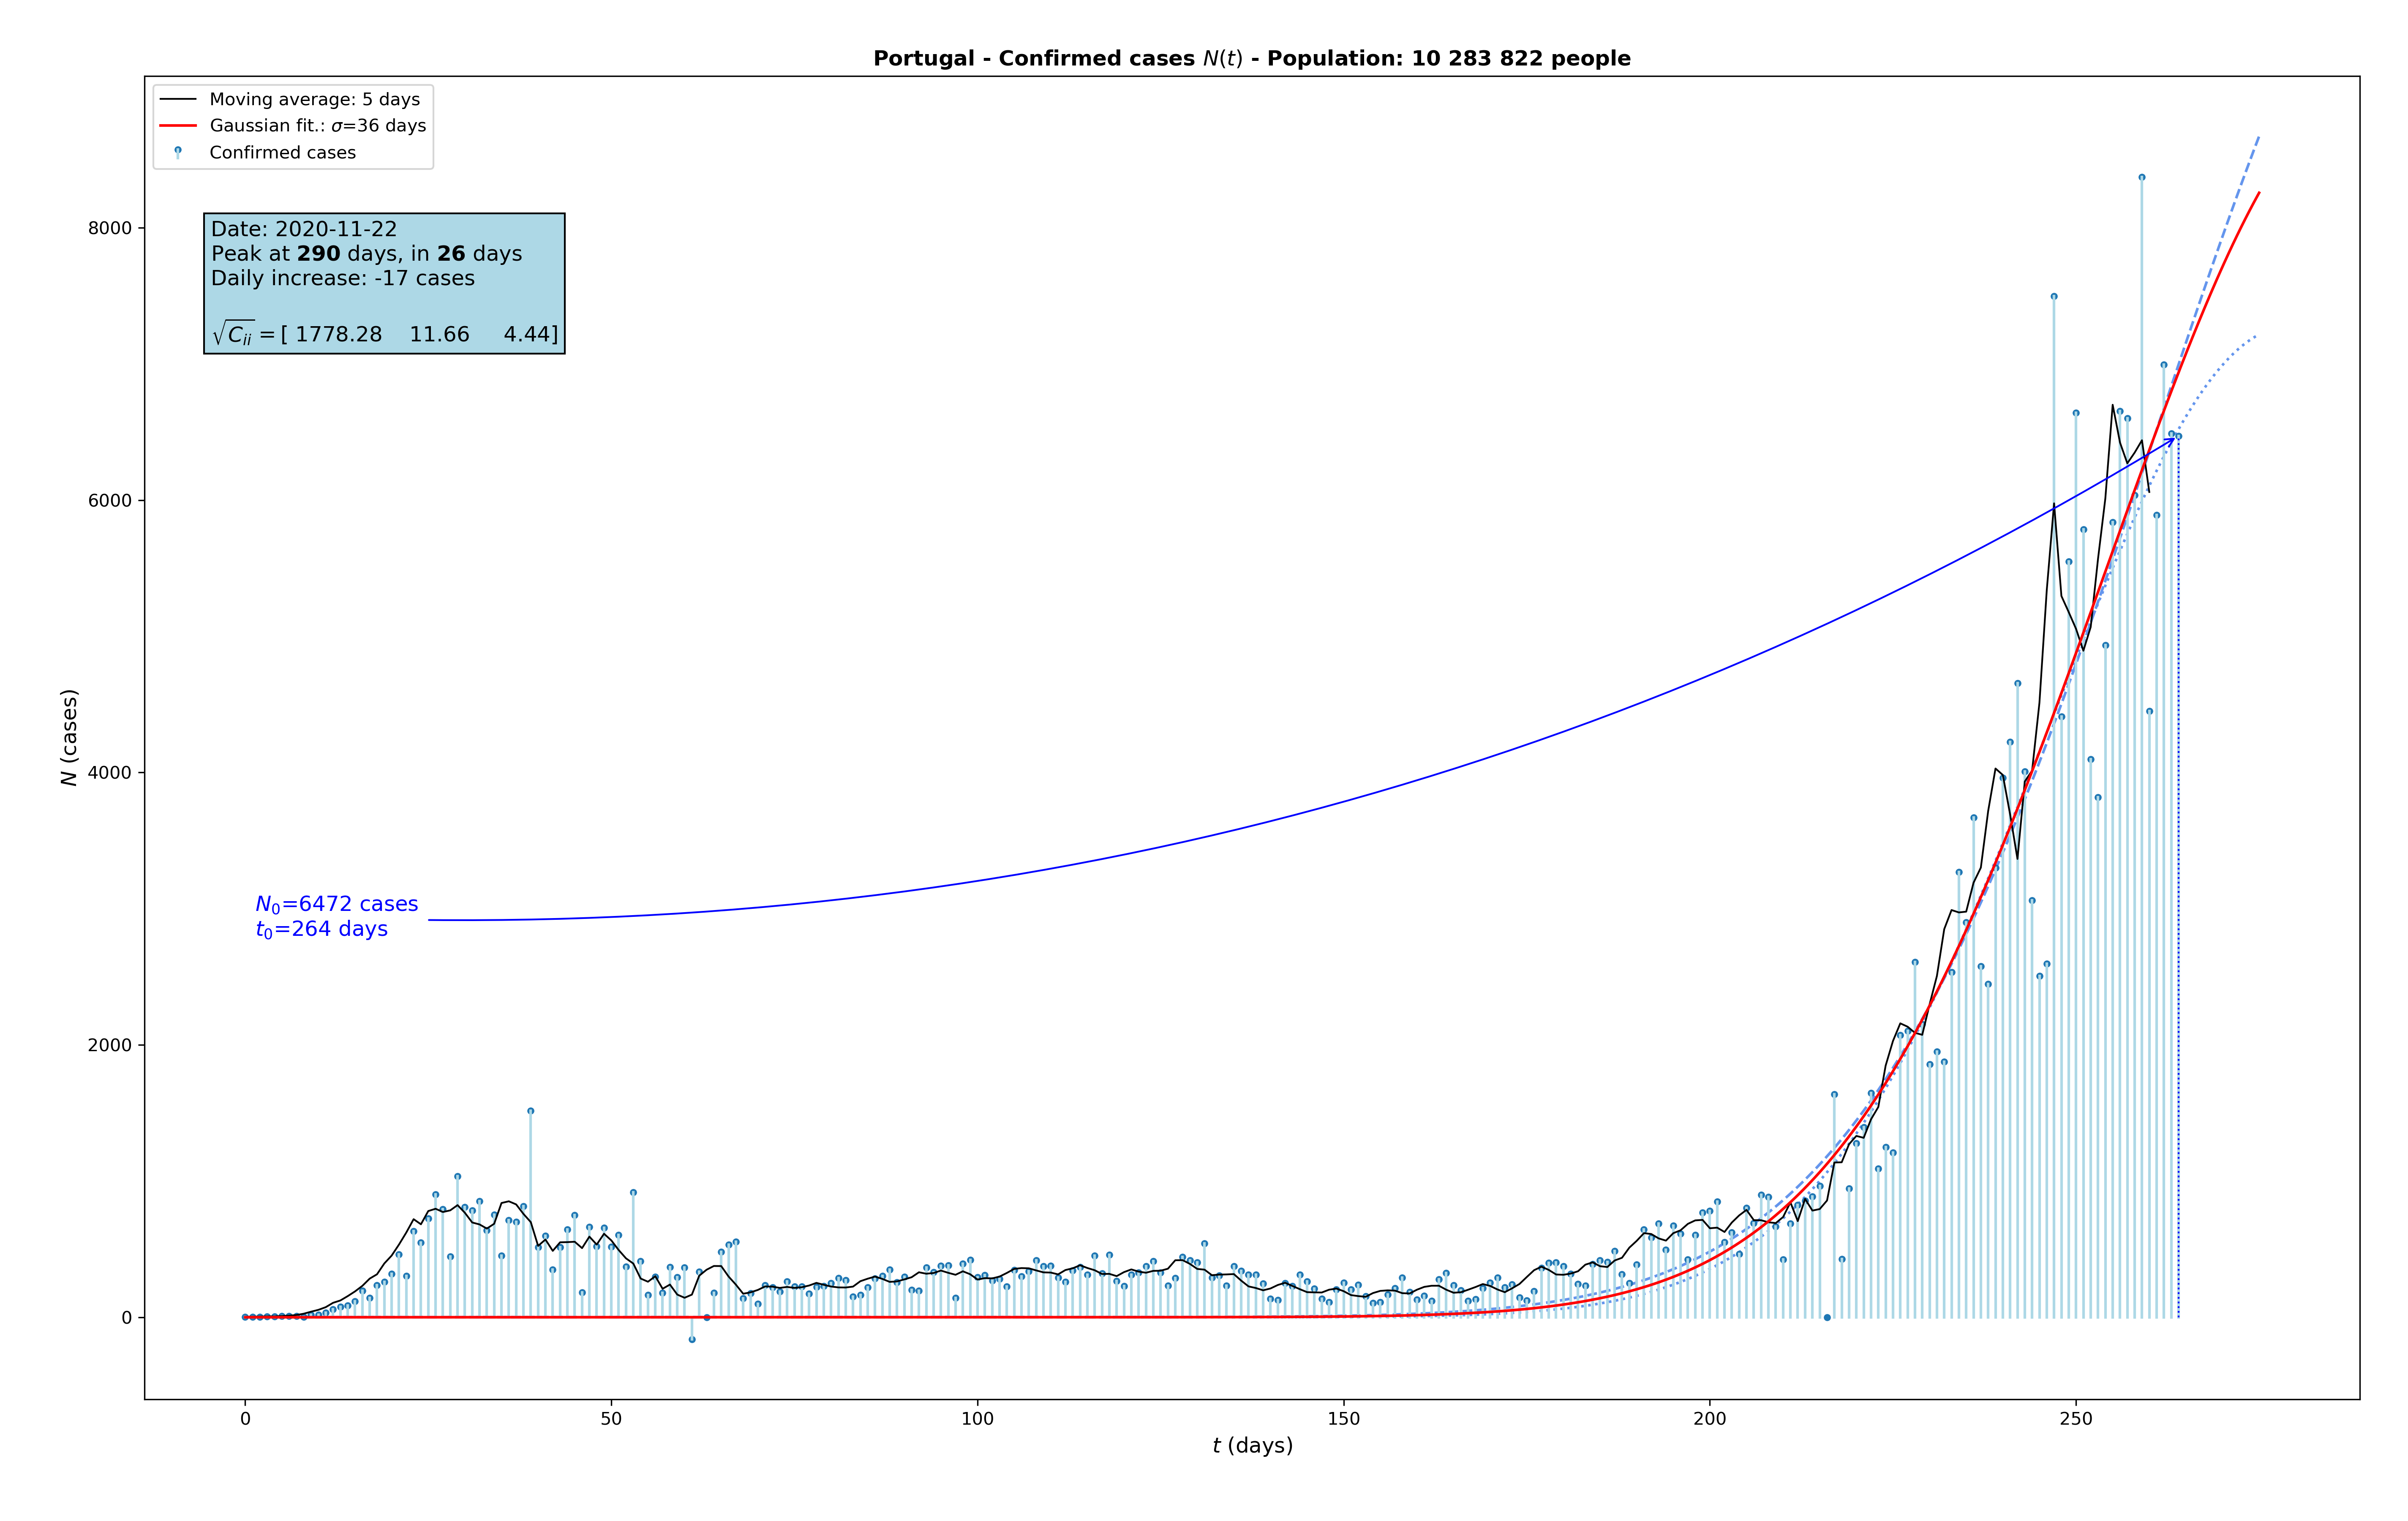 Portugal - Confirmed cases N(t) - Population: 10 283 822 people
Moving average: 5 days
Gaussian fit.: σ=36 days
Confirmed cases
Date: 2020-11-22
Peak at 290 days, in 26 days
Daily increase: -17 cases
√C_ii = [ 1778.28 11.66 4.44]
N₀=6472 cases
t₀=264 days
N (cases)
8000
6000
4000
2000
0
0 50 100 150 200 250
t (days)